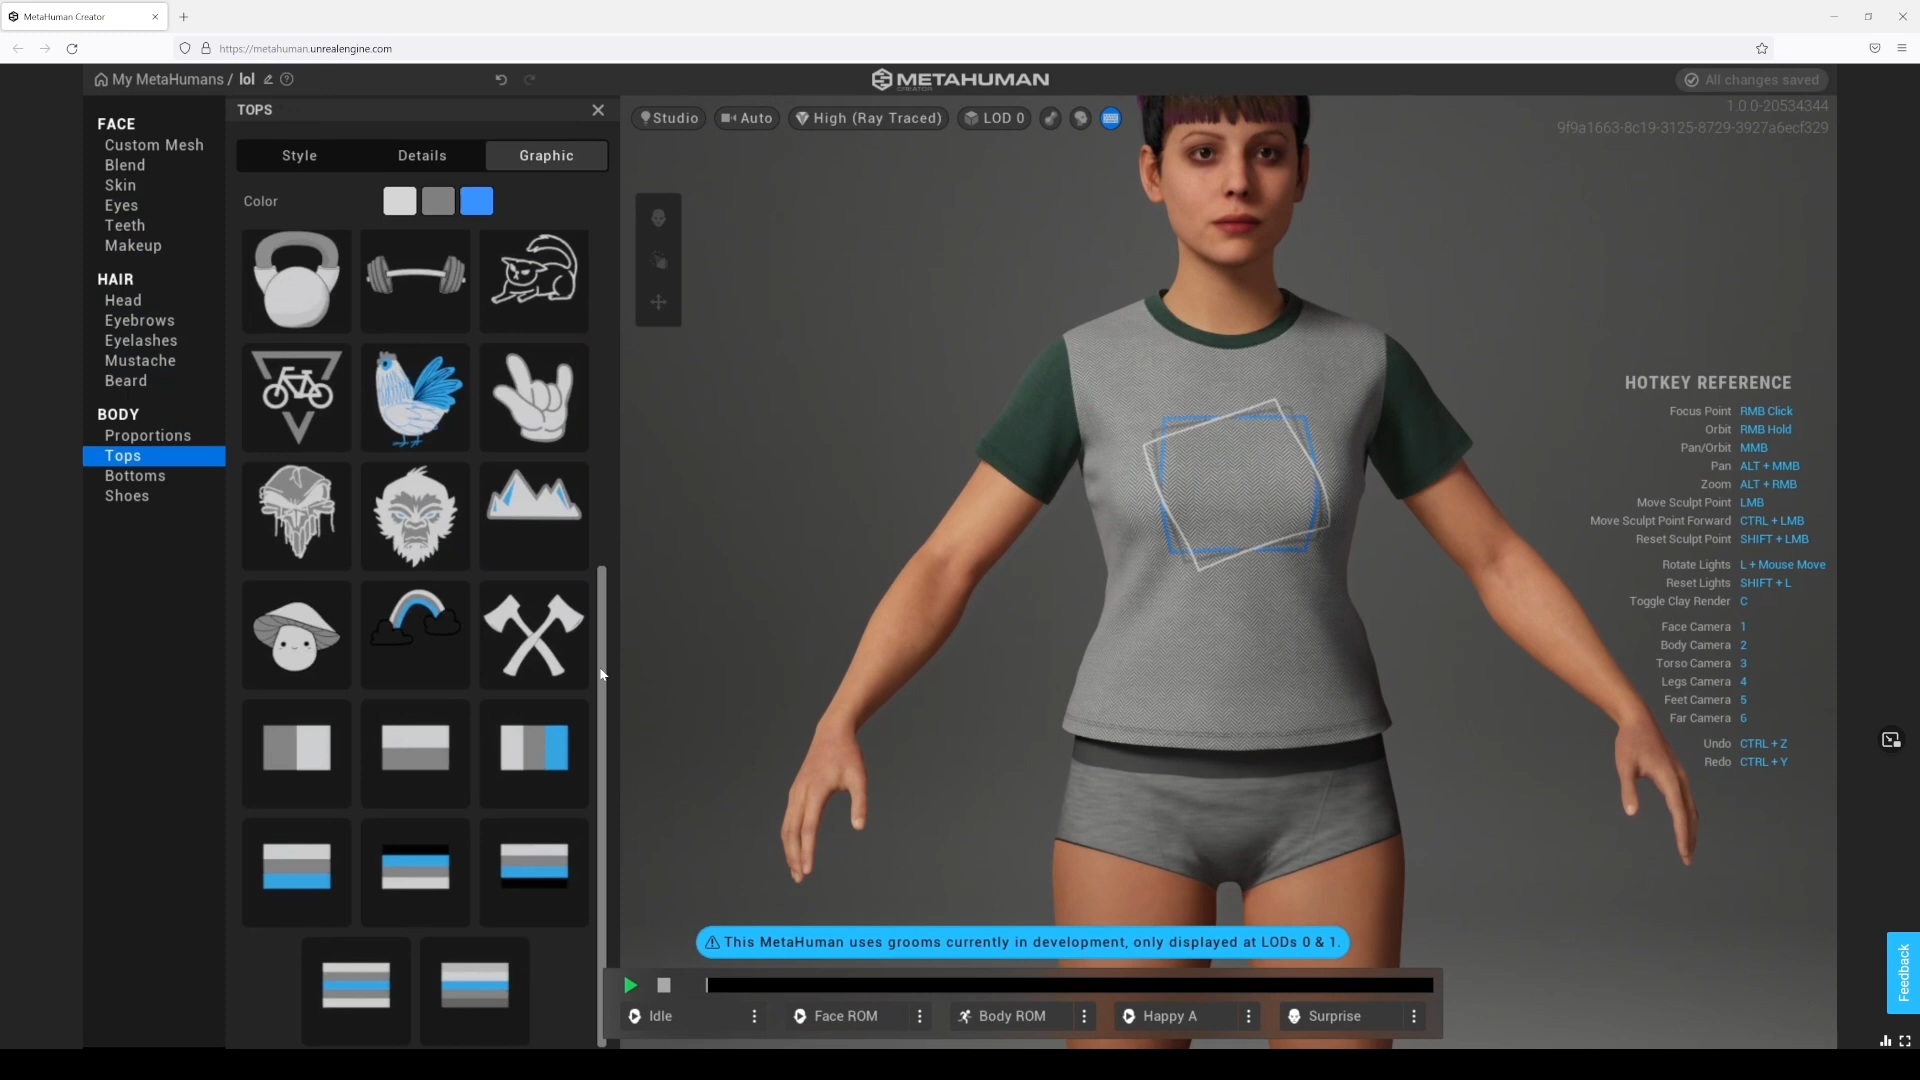 MetaHuman Creator
https://metahuman.unrealengine.com
My MetaHumans / lol
METAHUMAN
CREATOR
All changes saved
1.0.0-20534344
9f9a1663-8c19-3125-8729-3927a6ecf329
FACE
Custom Mesh
Blend
Skin
Eyes
Teeth
Makeup
HAIR
Head
Eyebrows
Eyelashes
Mustache
Beard
BODY
Proportions
Tops
Bottoms
Shoes
TOPS
Style Details Graphic
Color
Studio Auto High (Ray Traced) LOD 0
HOTKEY REFERENCE
Focus Point RMB Click
Orbit RMB Hold
Pan/Orbit MMB
Pan ALT + MMB
Zoom ALT + RMB
Move Sculpt Point LMB
Move Sculpt Point Forward CTRL + LMB
Reset Sculpt Point SHIFT + LMB
Rotate Lights L + Mouse Move
Reset Lights SHIFT + L
Toggle Clay Render C
Face Camera 1
Body Camera 2
Torso Camera 3
Legs Camera 4
Feet Camera 5
Far Camera 6
Undo CTRL + Z
Redo CTRL + Y
This MetaHuman uses grooms currently in development, only displayed at LODs 0 & 1.
Idle Face ROM Body ROM Happy A Surprise
Feedback